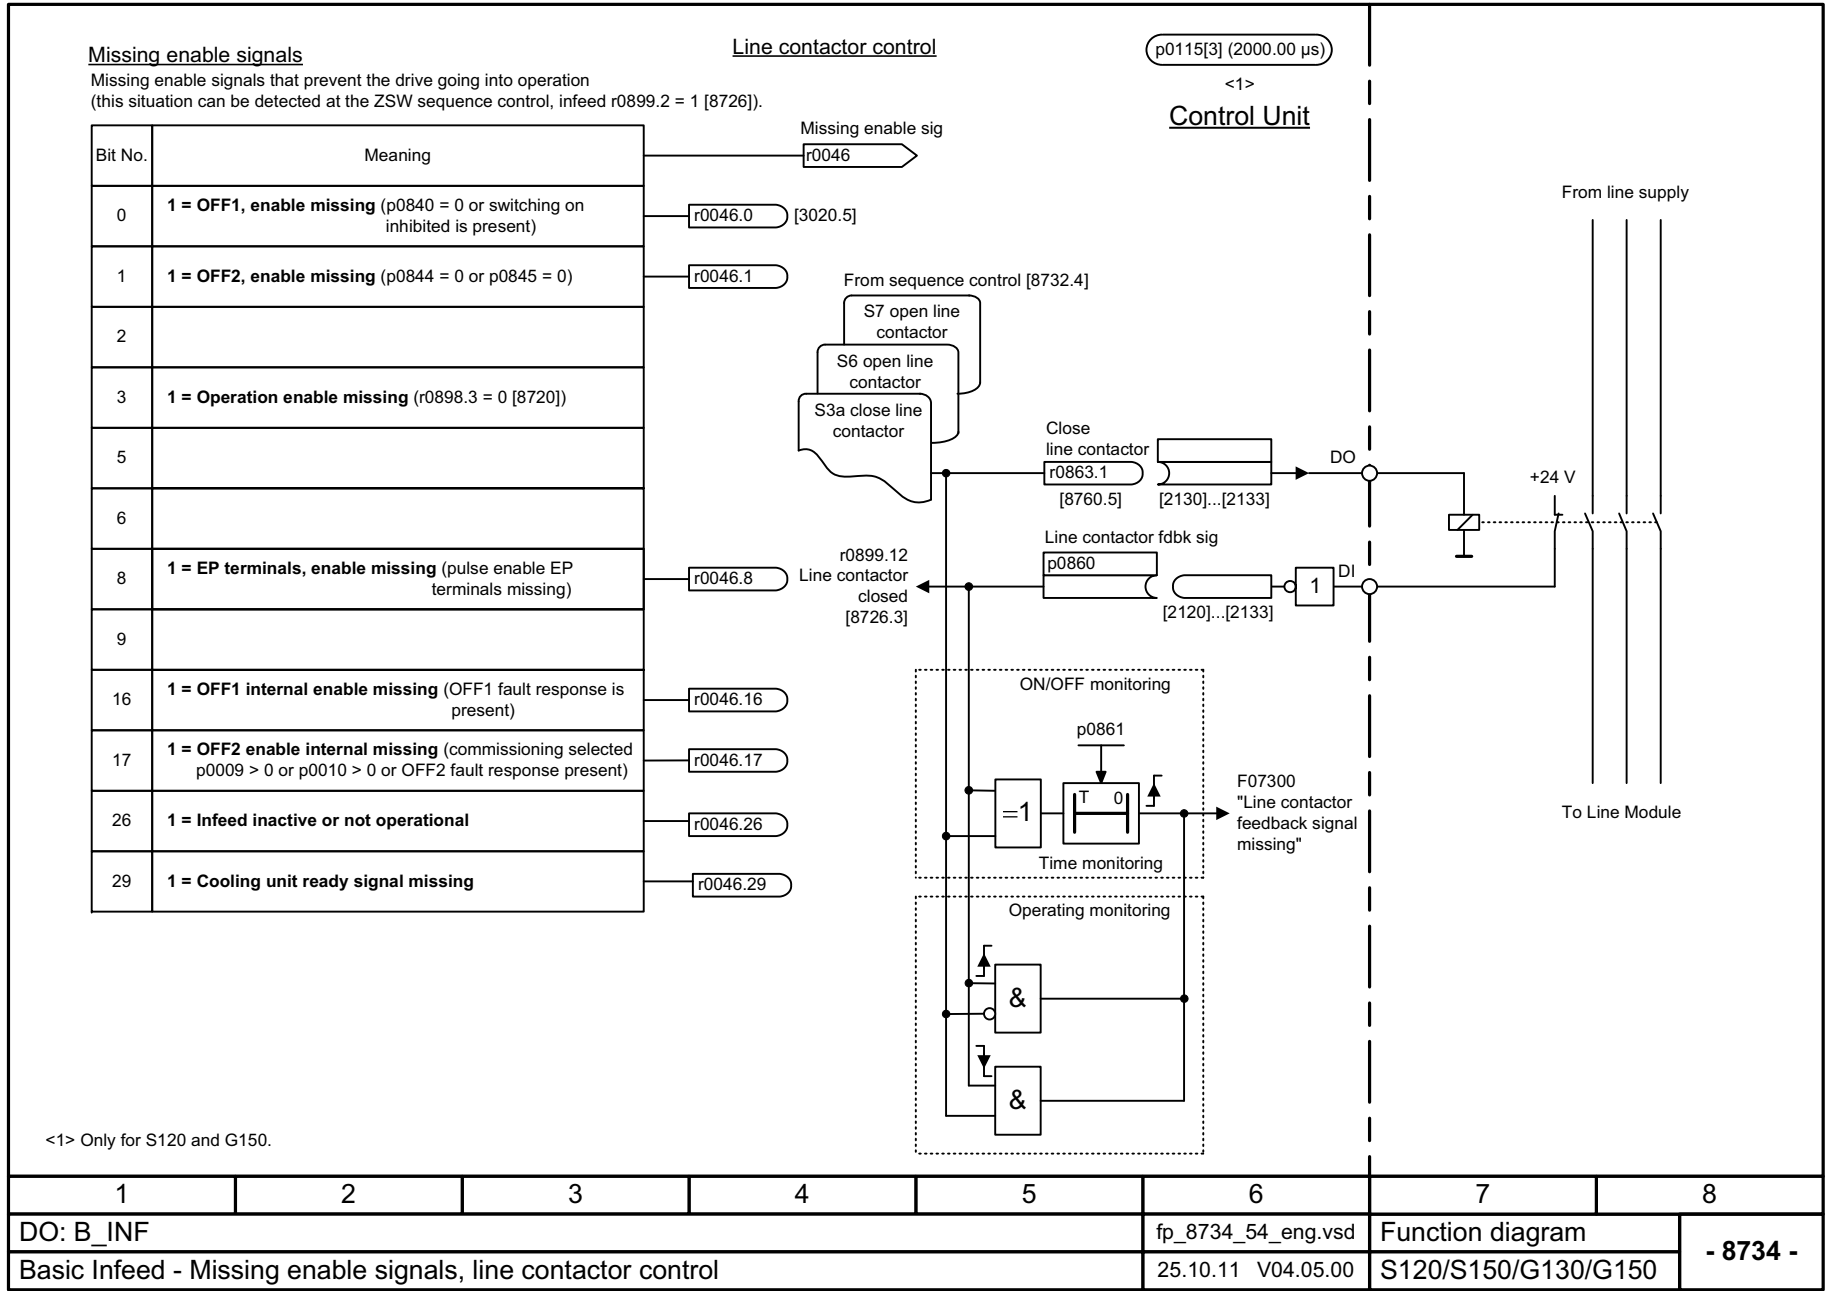 Missing enable signals
Missing enable signals that prevent the drive going into operation
(this situation can be detected at the ZSW sequence control, infeed r0899.2 = 1 [8726]).
Line contactor control
p0115[3] (2000.00 µs)
<1>
Control Unit
Bit No.
Meaning
Missing enable sig
r0046
0
1 = OFF1, enable missing (p0840 = 0 or switching on
inhibited is present)
r0046.0
[3020.5]
1
1 = OFF2, enable missing (p0844 = 0 or p0845 = 0)
r0046.1
2
3
1 = Operation enable missing (r0898.3 = 0 [8720])
5
6
8
1 = EP terminals, enable missing (pulse enable EP
terminals missing)
r0046.8
9
16
1 = OFF1 internal enable missing (OFF1 fault response is
present)
r0046.16
17
1 = OFF2 enable internal missing (commissioning selected
p0009 > 0 or p0010 > 0 or OFF2 fault response present)
r0046.17
26
1 = Infeed inactive or not operational
r0046.26
29
1 = Cooling unit ready signal missing
r0046.29
From sequence control [8732.4]
S7 open line
contactor
S6 open line
contactor
S3a close line
contactor
Close
line contactor
r0863.1
[8760.5]
[2130]...[2133]
DO
+24 V
From line supply
To Line Module
Line contactor fdbk sig
p0860
[2120]...[2133]
1
DI
r0899.12
Line contactor
closed
[8726.3]
ON/OFF monitoring
p0861
=1
T
0
Time monitoring
F07300
"Line contactor
feedback signal
missing"
Operating monitoring
&
&
<1> Only for S120 and G150.
1
2
3
4
5
6
7
8
DO: B_INF
fp_8734_54_eng.vsd
Function diagram
- 8734 -
Basic Infeed - Missing enable signals, line contactor control
25.10.11 V04.05.00
S120/S150/G130/G150